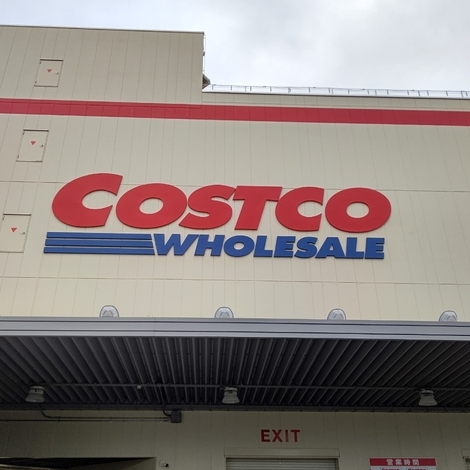 COSTCO
WHOLESALE
EXIT
営業時間